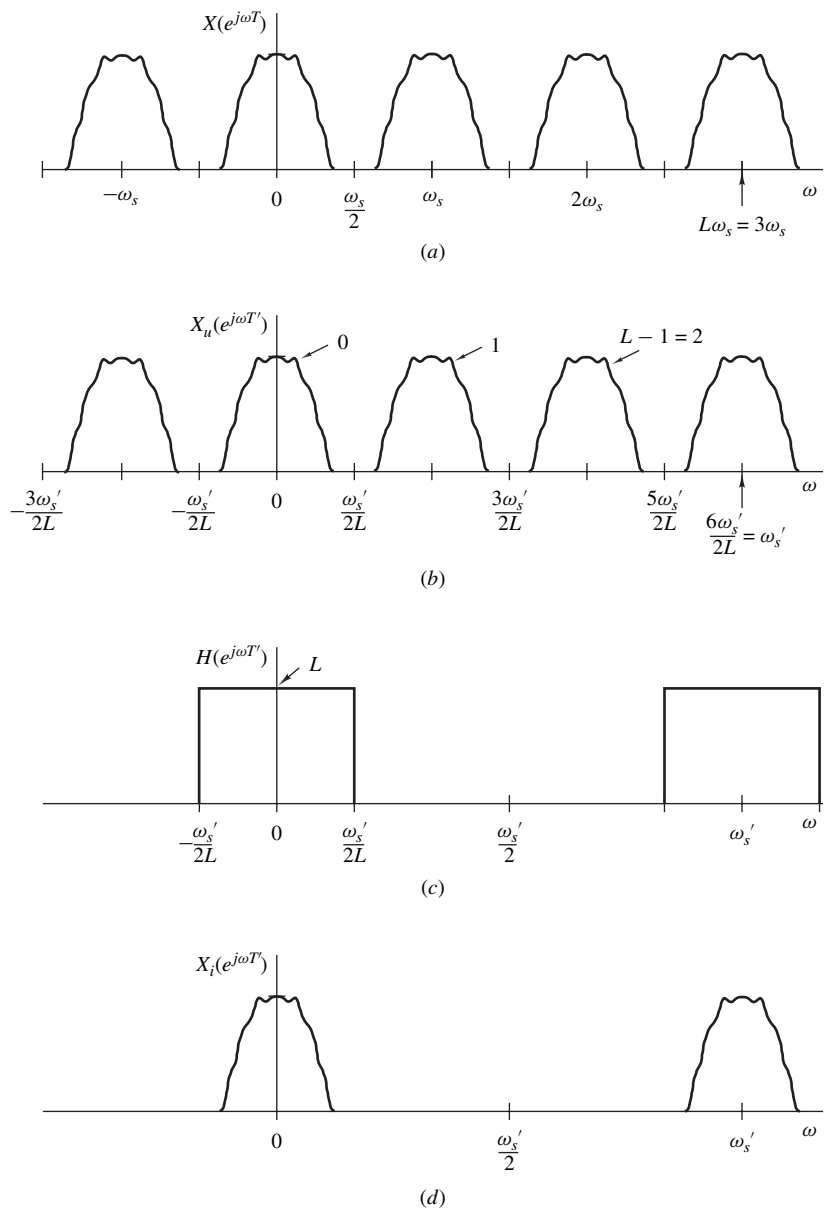 X(e^{jωT})
−ω_s 0 ω_s/2 ω_s 2ω_s ω
Lω_s = 3ω_s
(a)
X_u(e^{jωT′}) 0 1 L − 1 = 2
−3ω_s′/2L −ω_s′/2L 0 ω_s′/2L 3ω_s′/2L 5ω_s′/2L 6ω_s′/2L = ω_s′ ω
(b)
H(e^{jωT′}) L
−ω_s′/2L 0 ω_s′/2L ω_s′/2 ω_s′ ω
(c)
X_i(e^{jωT′})
0 ω_s′/2 ω_s′ ω
(d)